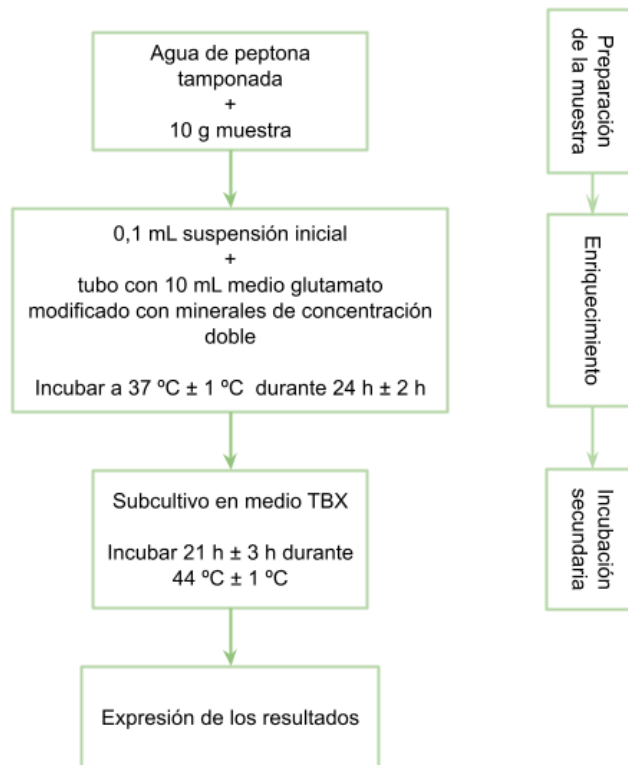 Agua de peptona
tamponada
+
10 g muestra
Preparación
de la muestra
0,1 mL suspensión inicial
+
tubo con 10 mL medio glutamato
modificado con minerales de concentración
doble
Incubar a 37 ºC ± 1 ºC durante 24 h ± 2 h
Enriquecimiento
Subcultivo en medio TBX
Incubar 21 h ± 3 h durante
44 ºC ± 1 ºC
Incubación
secundaria
Expresión de los resultados